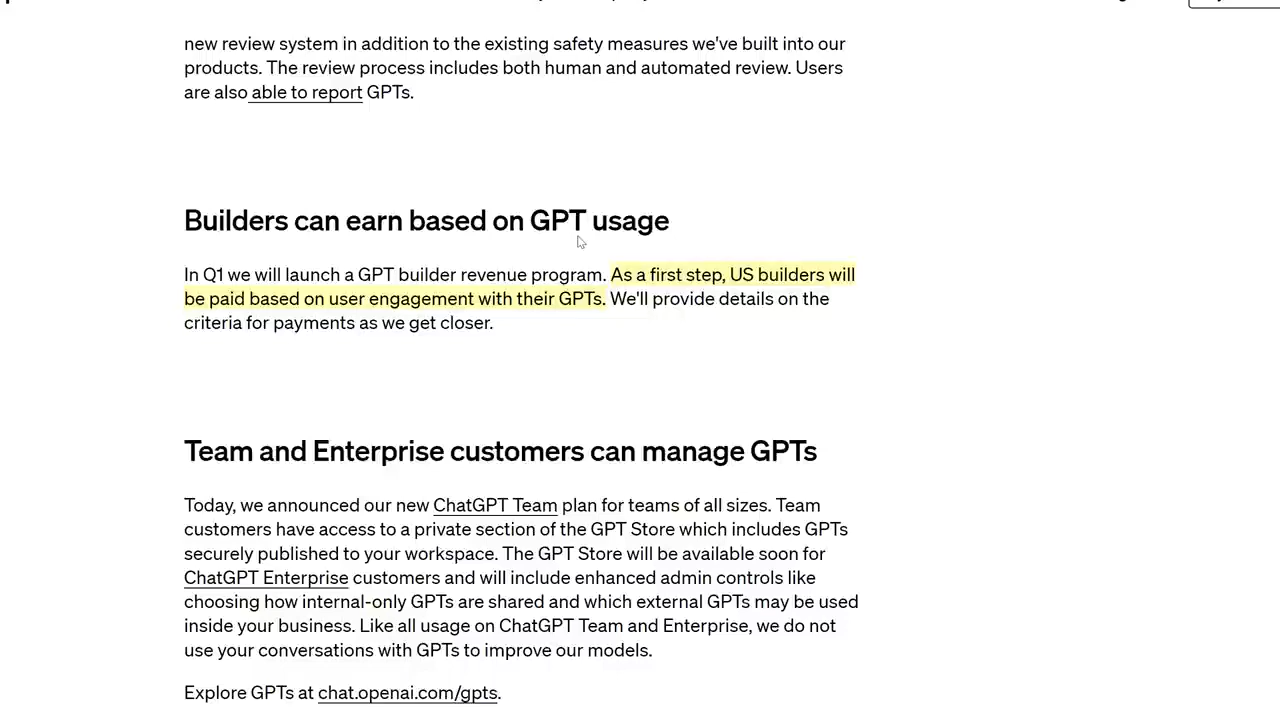 new review system in addition to the existing safety measures we've built into our
products. The review process includes both human and automated review. Users
are also able to report GPTs.
Builders can earn based on GPT usage
In Q1 we will launch a GPT builder revenue program. As a first step, US builders will
be paid based on user engagement with their GPTs. We'll provide details on the
criteria for payments as we get closer.
Team and Enterprise customers can manage GPTs
Today, we announced our new ChatGPT Team plan for teams of all sizes. Team
customers have access to a private section of the GPT Store which includes GPTs
securely published to your workspace. The GPT Store will be available soon for
ChatGPT Enterprise customers and will include enhanced admin controls like
choosing how internal-only GPTs are shared and which external GPTs may be used
inside your business. Like all usage on ChatGPT Team and Enterprise, we do not
use your conversations with GPTs to improve our models.
Explore GPTs at chat.openai.com/gpts.